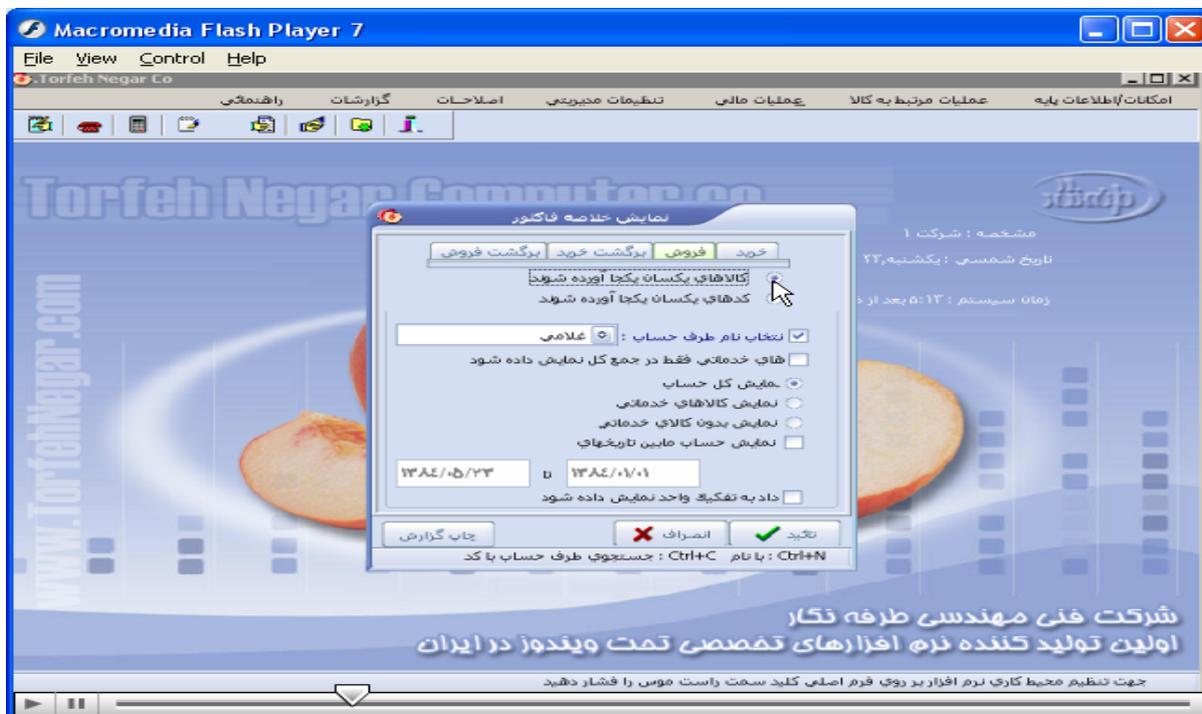 Macromedia Flash Player 7
File View Control Help
.Torfeh Negar Co
امکانات/اطلاعات پایه عملیات مرتبط به کالا عملیات مالی تنظیمات مدیریتی اصلاحات گزارشات راهنمائی
Torfeh Negar Computer co
مشخصه : شرکت ۱
تاریخ شمسی : یکشنبه,۲۳
زمان سیستم : ۵:۱۳ بعد از
نمایش خلاصه فاکتور
خرید فروش برگشت خرید برگشت فروش
کالاهای یکسان یکجا آورده شوند
کدهای یکسان یکجا آورده شوند
نتخاب نام طرف حساب : غلامی
های خدماتی فقط در جمع کل نمایش داده شود
نمایش کل حساب
نمایش کالاهای خدماتی
نمایش بدون کالای خدماتی
نمایش حساب مابین تاریخهای
۱۳۸٤/۰۱/۰۱ تا ۱۳۸٤/۰۵/۲۳
داد به تفکیک واحد نمایش داده شود
تائید انصراف چاپ گزارش
Ctrl+N : با نام Ctrl+C : جستجوی طرف حساب با کد
www.TorfehNegar.com
شرکت فنی مهندسی طرفه نگار
اولین تولید کننده نرم افزارهای تخصصی تحت ویندوز در ایران
جهت تنظیم محیط کاری نرم افزار بر روی فرم اصلی کلید سمت راست موس را فشار دهید